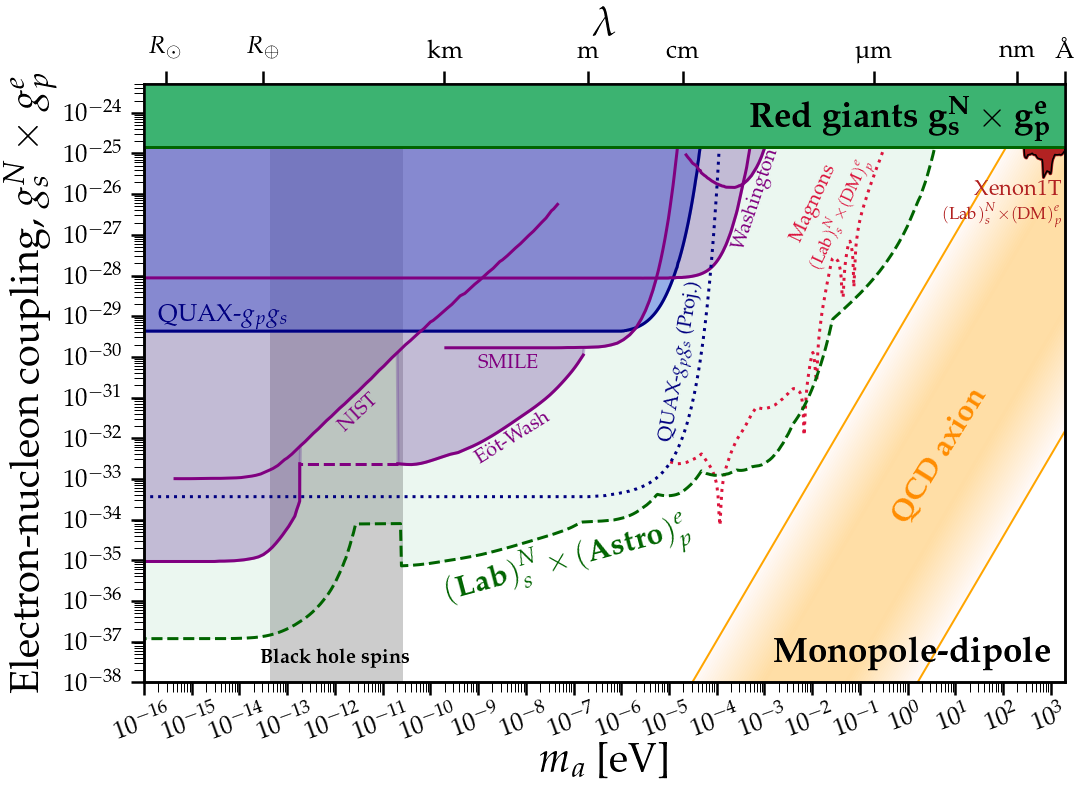 λ
R⊙ R⊕ km m cm μm nm Å
Electron-nucleon coupling, g_s^N × g_p^e
10^−24
10^−25
10^−26
10^−27
10^−28
10^−29
10^−30
10^−31
10^−32
10^−33
10^−34
10^−35
10^−36
10^−37
10^−38
Red giants g_s^N × g_p^e
Xenon1T
(Lab)_s^N×(DM)_p^e
Magnons
(Lab)_s^N×(DM)_p^e
Washington
QUAX-g_pg_s
QUAX-g_pg_s (Proj.)
SMILE
NIST
Eöt-Wash
QCD axion
(Lab)_s^N × (Astro)_p^e
Black hole spins
Monopole-dipole
10^−16 10^−15 10^−14 10^−13 10^−12 10^−11 10^−10 10^−9 10^−8 10^−7 10^−6 10^−5 10^−4 10^−3 10^−2 10^−1 10^0 10^1 10^2 10^3
m_a [eV]